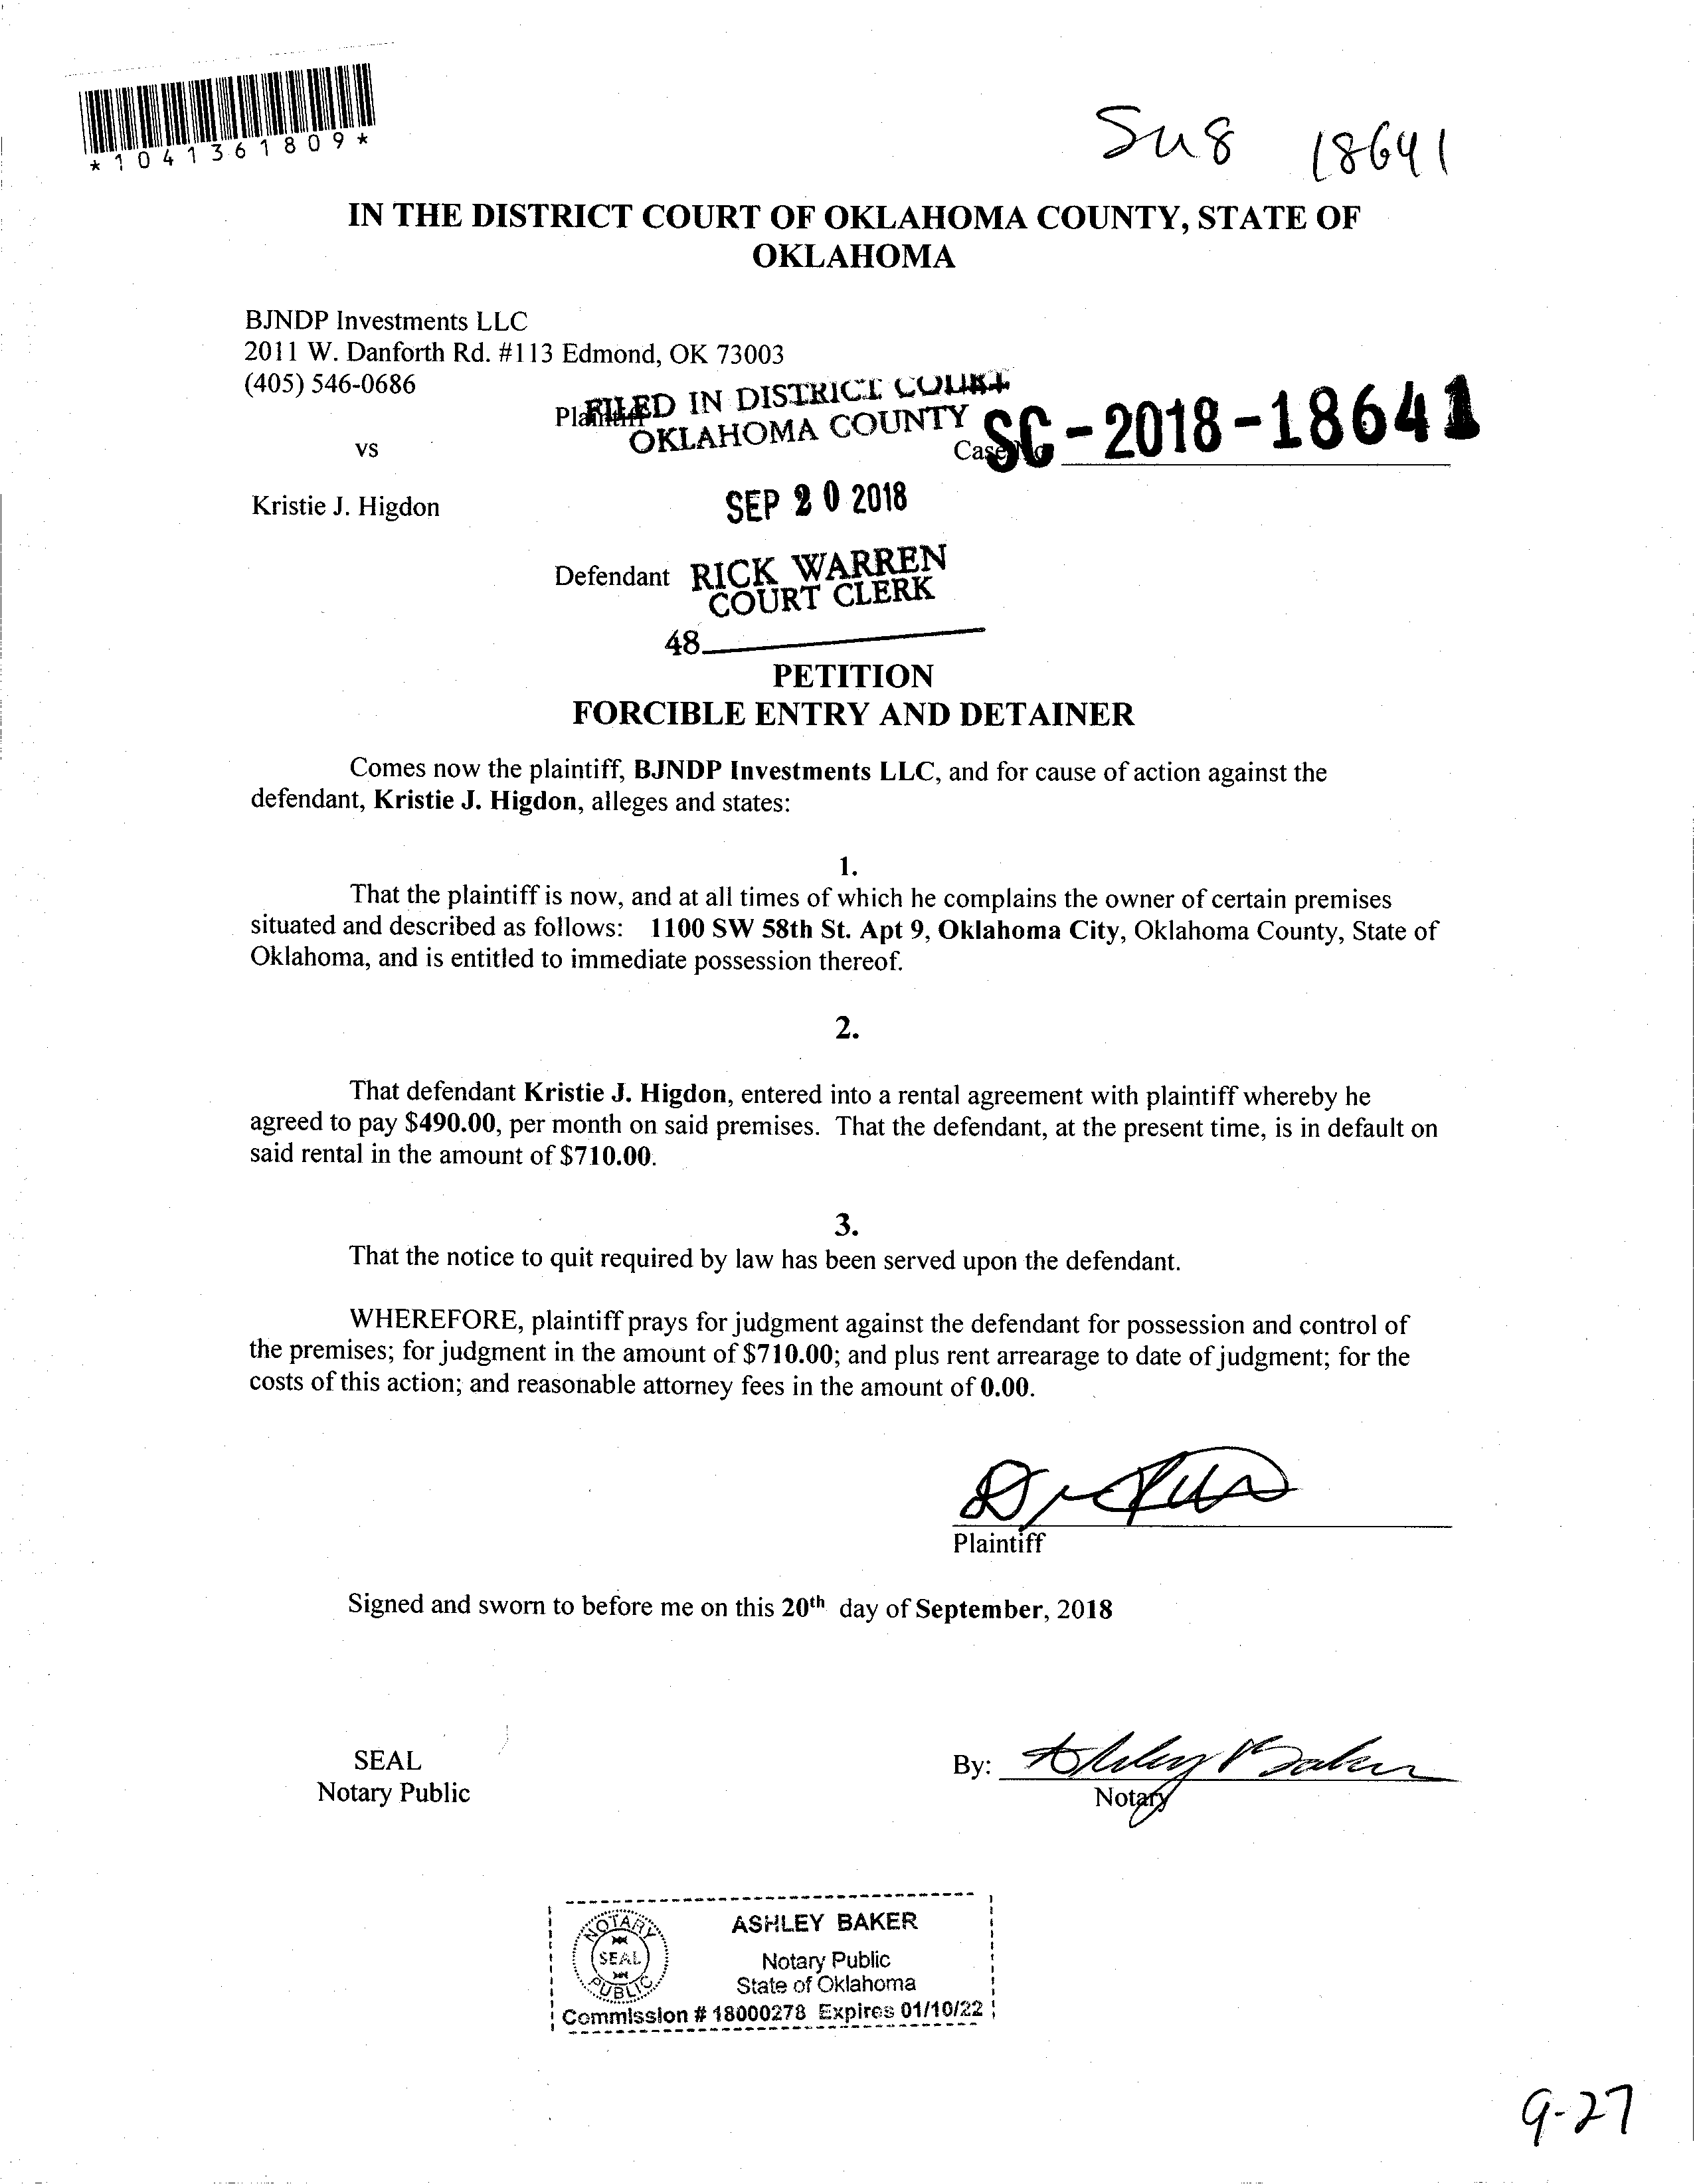 *1041361809*
Su8 18641
IN THE DISTRICT COURT OF OKLAHOMA COUNTY, STATE OF
OKLAHOMA
BJNDP Investments LLC
2011 W. Danforth Rd. #113 Edmond, OK 73003
(405) 546-0686
Plaintiff
FILED IN DISTRICT COURT
OKLAHOMA COUNTY
vs
Case No SC-2018-18641
Kristie J. Higdon
SEP 20 2018
Defendant
RICK WARREN
COURT CLERK
48
PETITION
FORCIBLE ENTRY AND DETAINER
Comes now the plaintiff, BJNDP Investments LLC, and for cause of action against the
defendant, Kristie J. Higdon, alleges and states:
1.
That the plaintiff is now, and at all times of which he complains the owner of certain premises
situated and described as follows: 1100 SW 58th St. Apt 9, Oklahoma City, Oklahoma County, State of
Oklahoma, and is entitled to immediate possession thereof.
2.
That defendant Kristie J. Higdon, entered into a rental agreement with plaintiff whereby he
agreed to pay $490.00, per month on said premises. That the defendant, at the present time, is in default on
said rental in the amount of $710.00.
3.
That the notice to quit required by law has been served upon the defendant.
WHEREFORE, plaintiff prays for judgment against the defendant for possession and control of
the premises; for judgment in the amount of $710.00; and plus rent arrearage to date of judgment; for the
costs of this action; and reasonable attorney fees in the amount of 0.00.
Plaintiff
Signed and sworn to before me on this 20th day of September, 2018
SEAL
Notary Public
By: Ashley Baker
Notary
NOTARY
SEAL
PUBLIC
ASHLEY BAKER
Notary Public
State of Oklahoma
Commission # 18000278 Expires 01/10/22
9-27